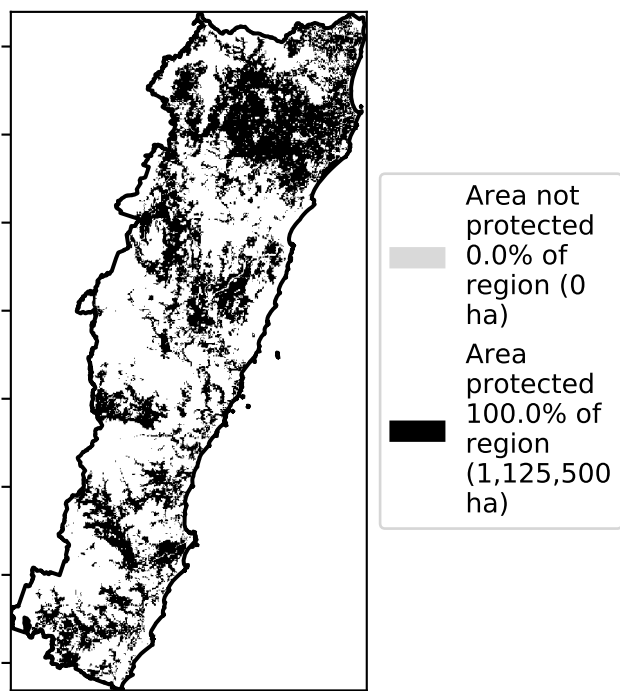 Area not
protected
0.0% of
region (0
ha)
Area
protected
100.0% of
region
(1,125,500
ha)